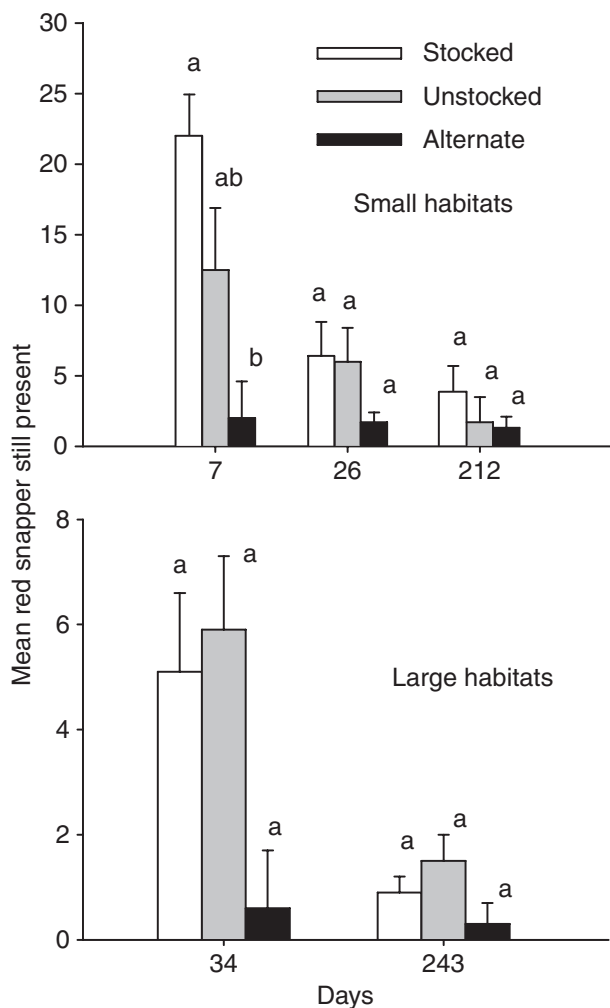 30
25
20
15
10
5
0
a
ab
b
a
a
a
a
a
a
Stocked
Unstocked
Alternate
Small habitats
7
26
212
Mean red snapper still present
8
6
4
2
0
a
a
a
a
a
a
Large habitats
34
243
Days